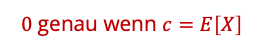 0 genau wenn c = E[X]